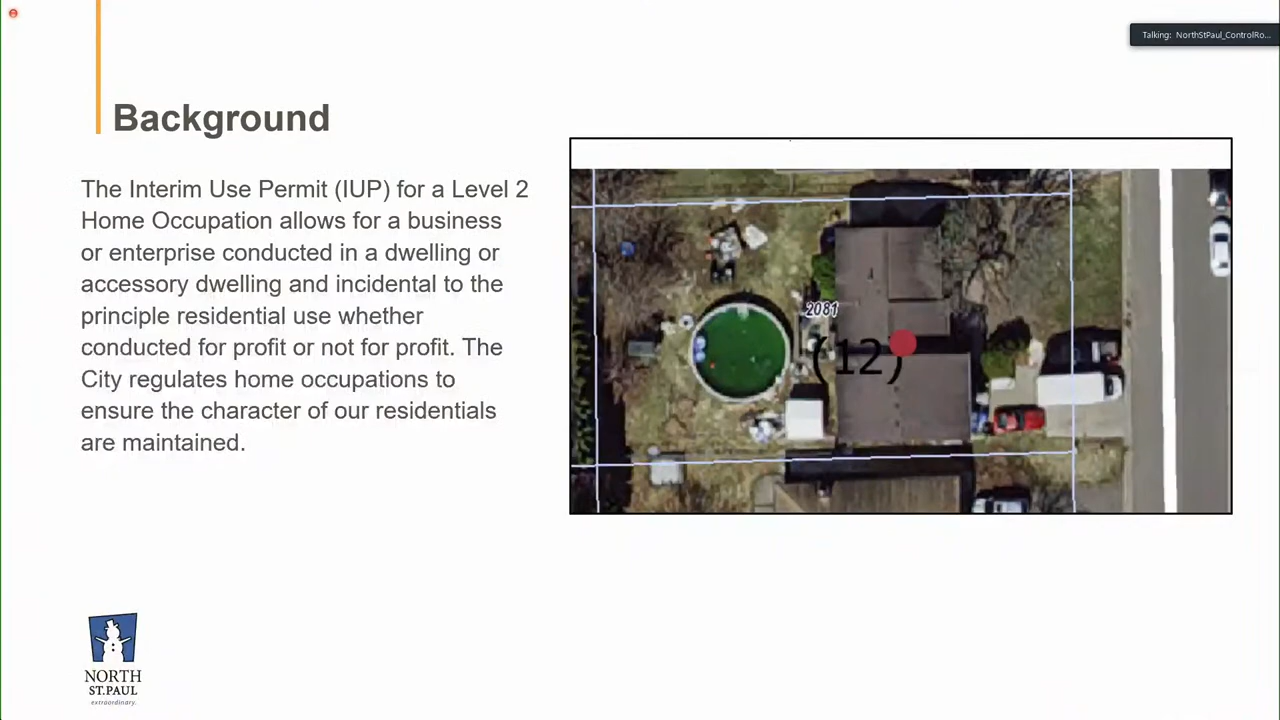 Talking: NorthStPaul_ControlRo...
Background
The Interim Use Permit (IUP) for a Level 2
Home Occupation allows for a business
or enterprise conducted in a dwelling or
accessory dwelling and incidental to the
principle residential use whether
conducted for profit or not for profit. The
City regulates home occupations to
ensure the character of our residentials
are maintained.
2081
(12)
NORTH
ST.PAUL
extraordinary.